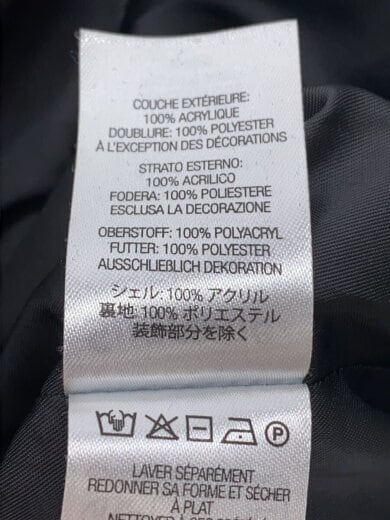 COUCHE EXTÉRIEURE:
100% ACRYLIQUE
DOUBLURE: 100% POLYESTER
À L'EXCEPTION DES DÉCORATIONS
STRATO ESTERNO:
100% ACRILICO
FODERA: 100% POLIESTERE
ESCLUSA LA DECORAZIONE
OBERSTOFF: 100% POLYACRYL
FUTTER: 100% POLYESTER
AUSSCHLIEBLICH DEKORATION
シェル: 100% アクリル
裏地: 100% ポリエステル
装飾部分を除く
P
LAVER SÉPARÉMENT
REDONNER SA FORME ET SÉCHER
À PLAT